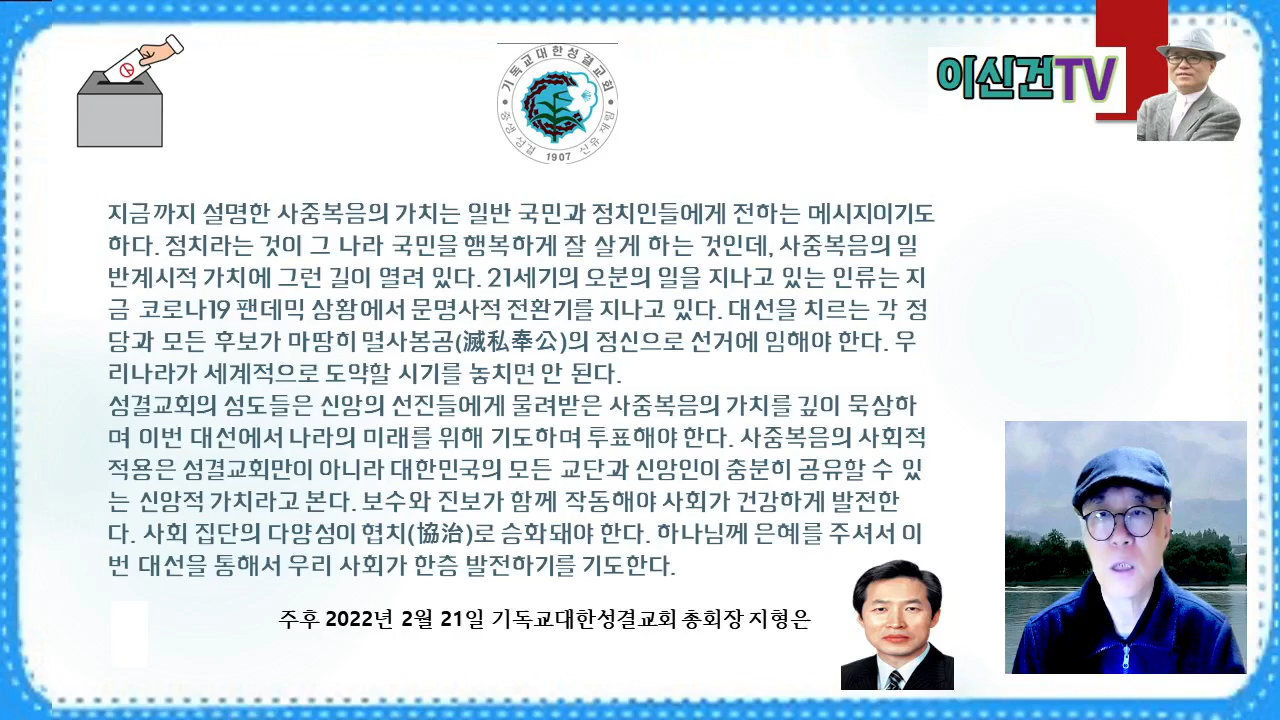 기독교대한성결교회
중생 성결 신유 재림
1907
이신건TV
지금까지 설명한 사중복음의 가치는 일반 국민과 정치인들에게 전하는 메시지이기도
하다. 정치라는 것이 그 나라 국민을 행복하게 잘 살게 하는 것인데, 사중복음의 일
반계시적 가치에 그런 길이 열려 있다. 21세기의 오분의 일을 지나고 있는 인류는 지
금 코로나19 팬데믹 상황에서 문명사적 전환기를 지나고 있다. 대선을 치르는 각 정
당과 모든 후보가 마땅히 멸사봉공(滅私奉公)의 정신으로 선거에 임해야 한다. 우
리나라가 세계적으로 도약할 시기를 놓치면 안 된다.
성결교회의 성도들은 신앙의 선진들에게 물려받은 사중복음의 가치를 깊이 묵상하
며 이번 대선에서 나라의 미래를 위해 기도하며 투표해야 한다. 사중복음의 사회적
적용은 성결교회만이 아니라 대한민국의 모든 교단과 신앙인이 충분히 공유할 수 있
는 신앙적 가치라고 본다. 보수와 진보가 함께 작동해야 사회가 건강하게 발전한
다. 사회 집단의 다양성이 협치(協治)로 승화돼야 한다. 하나님께 은혜를 주셔서 이
번 대선을 통해서 우리 사회가 한층 발전하기를 기도한다.
주후 2022년 2월 21일 기독교대한성결교회 총회장 지형은